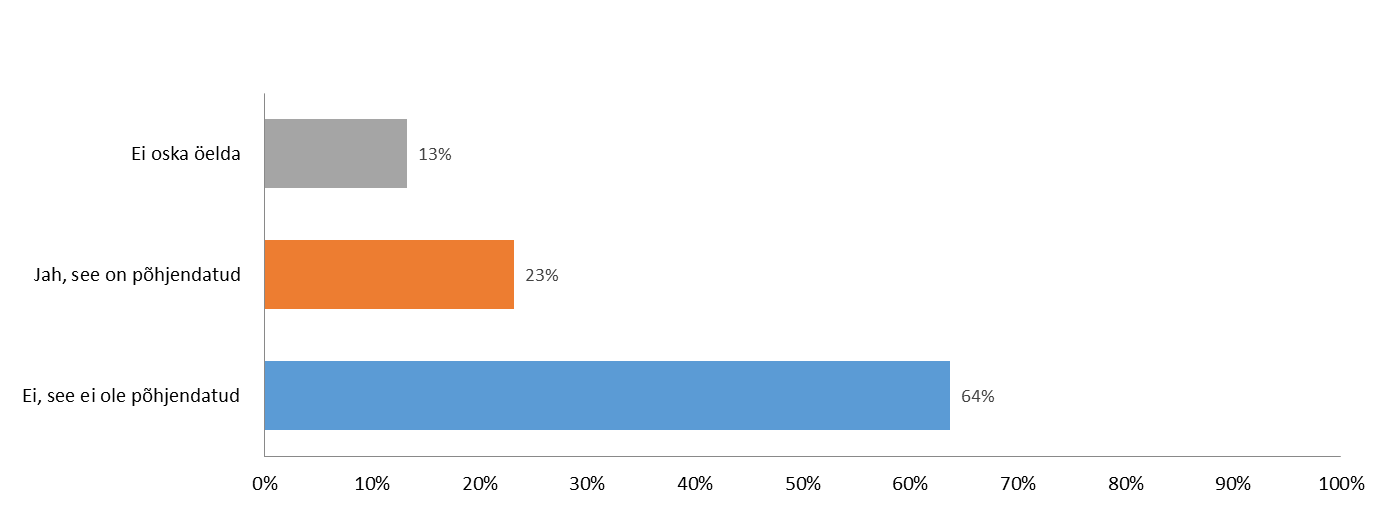 Ei oska öelda
13%
Jah, see on põhjendatud
23%
Ei, see ei ole põhjendatud
64%
0% 10% 20% 30% 40% 50% 60% 70% 80% 90% 100%